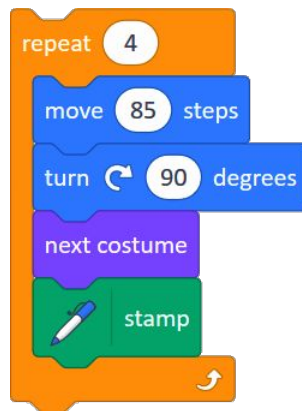 repeat 4
move 85 steps
turn 90 degrees
next costume
stamp